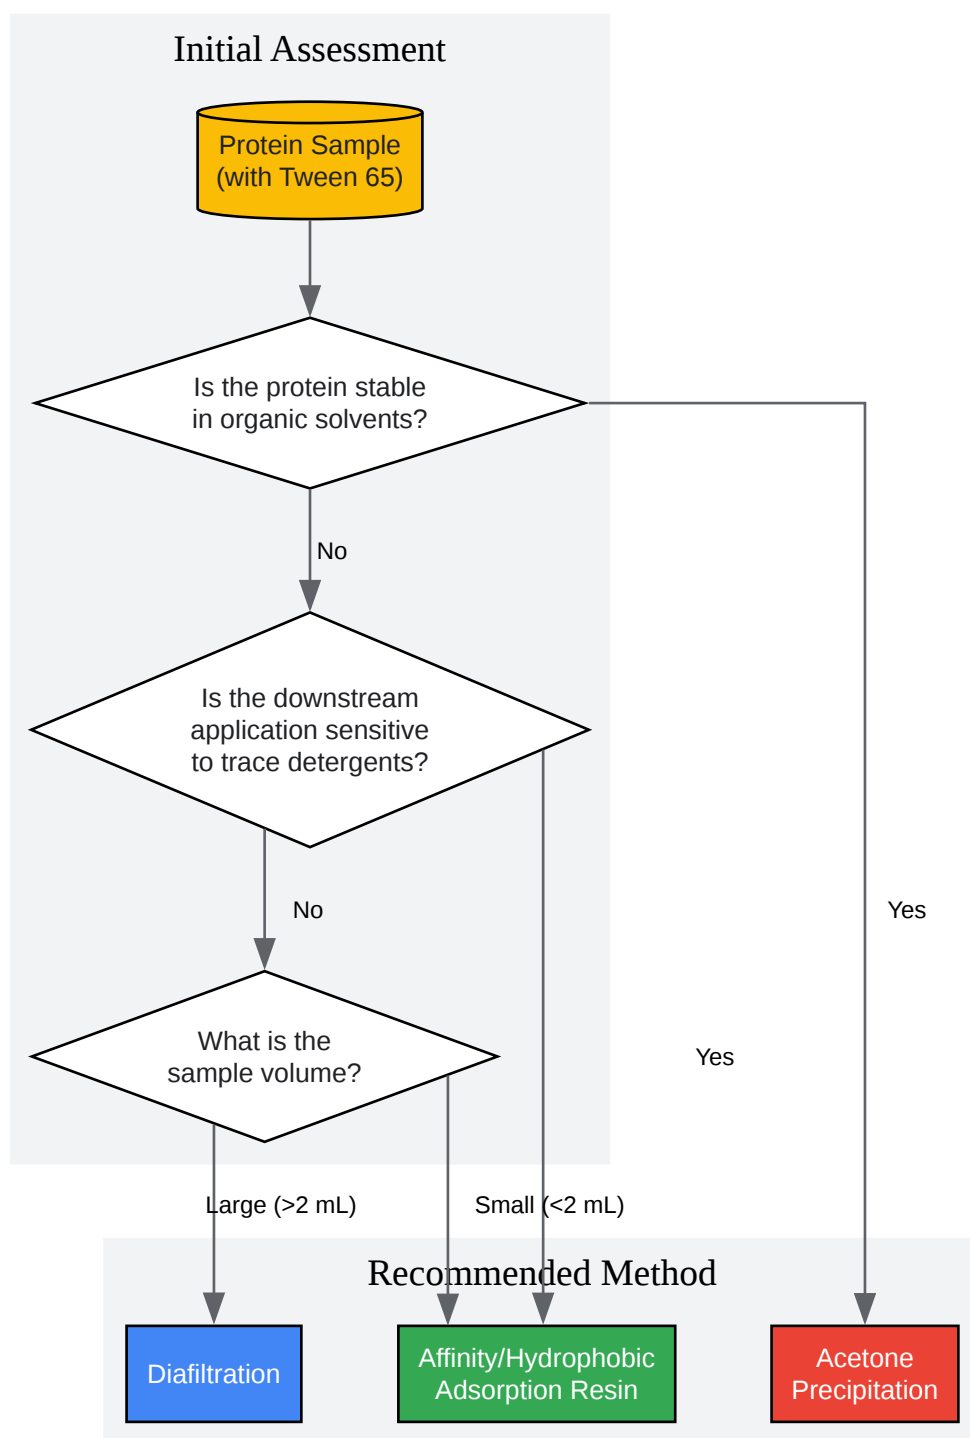 Initial Assessment
Protein Sample
(with Tween 65)
Is the protein stable
in organic solvents?
No
Is the downstream
application sensitive
to trace detergents?
No
Yes
What is the
sample volume?
Yes
Large (>2 mL)
Small (<2 mL)
Recommended Method
Diafiltration
Affinity/Hydrophobic
Adsorption Resin
Acetone
Precipitation